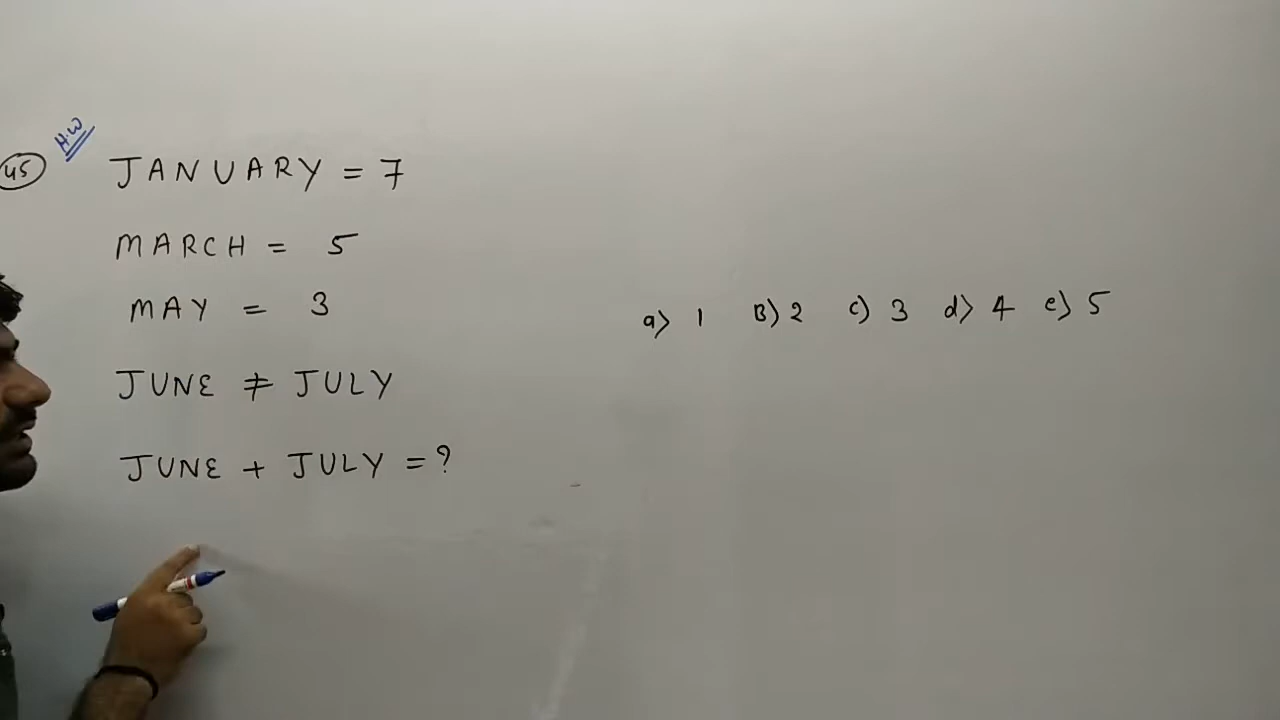 45 H.W JANUARY = 7
MARCH = 5
MAY = 3
a) 1 B) 2 c) 3 d) 4 e) 5
JUNE ≠ JULY
JUNE + JULY = ?